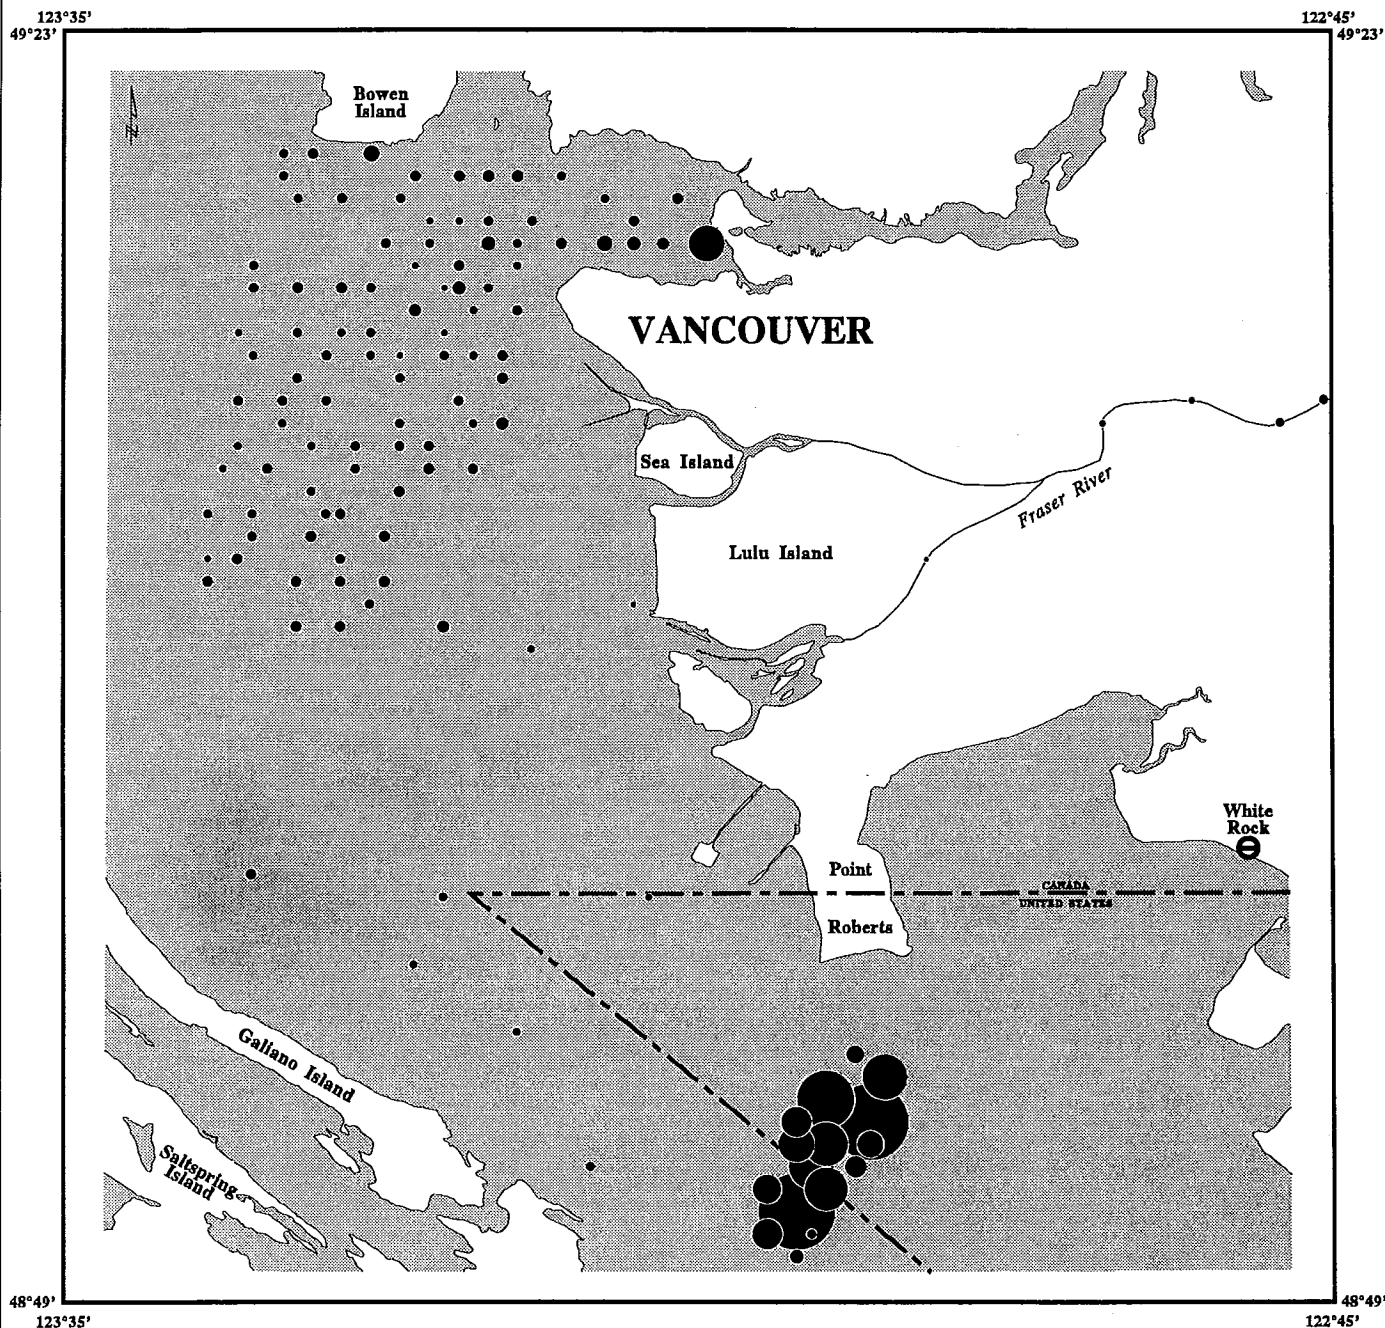 123°35' 122°45'
49°23' 49°23'
Bowen
Island
VANCOUVER
Sea Island
Fraser River
Lulu Island
White
Rock
Point
CANADA
UNITED STATES
Roberts
Galiano Island
Saltspring
Island
48°49' 48°49'
123°35' 122°45'